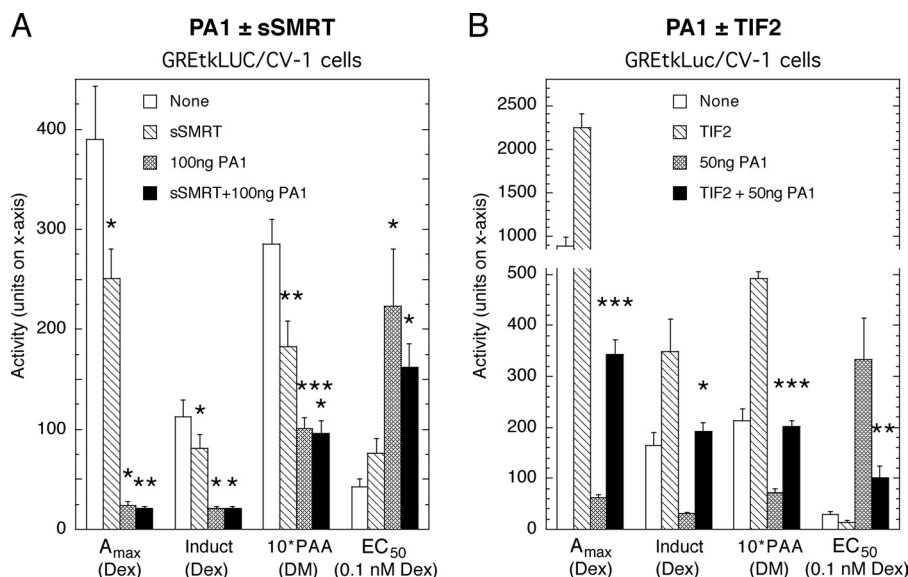 A
PA1 ± sSMRT
GREtkLUC/CV-1 cells
None
sSMRT
100ng PA1
sSMRT+100ng PA1
Activity (units on x-axis)
400
300
200
100
0
*
*
**
*
**
**
***
*
*
*
Amax
(Dex)
Induct
(Dex)
10*PAA
(DM)
EC50
(0.1 nM Dex)
B
PA1 ± TIF2
GREtkLuc/CV-1 cells
None
TIF2
50ng PA1
TIF2 + 50ng PA1
Activity (units on x-axis)
2500
2000
1500
1000
500
400
300
200
100
0
***
*
***
**
Amax
(Dex)
Induct
(Dex)
10*PAA
(DM)
EC50
(0.1 nM Dex)